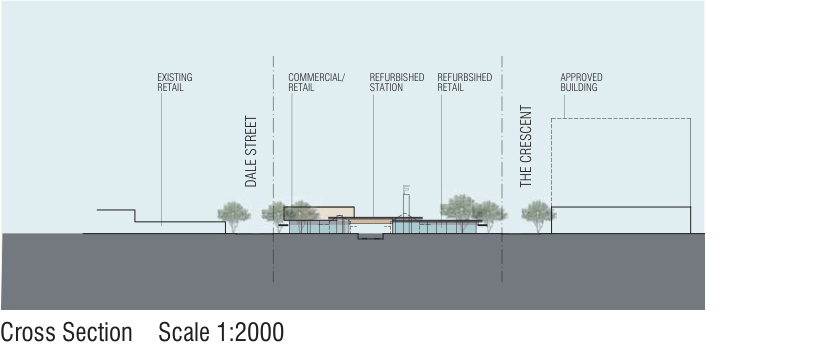 EXISTING
RETAIL
DALE STREET
COMMERCIAL/
RETAIL
REFURBISHED
STATION
REFURBSIHED
RETAIL
THE CRESCENT
APPROVED
BUILDING
Cross Section Scale 1:2000